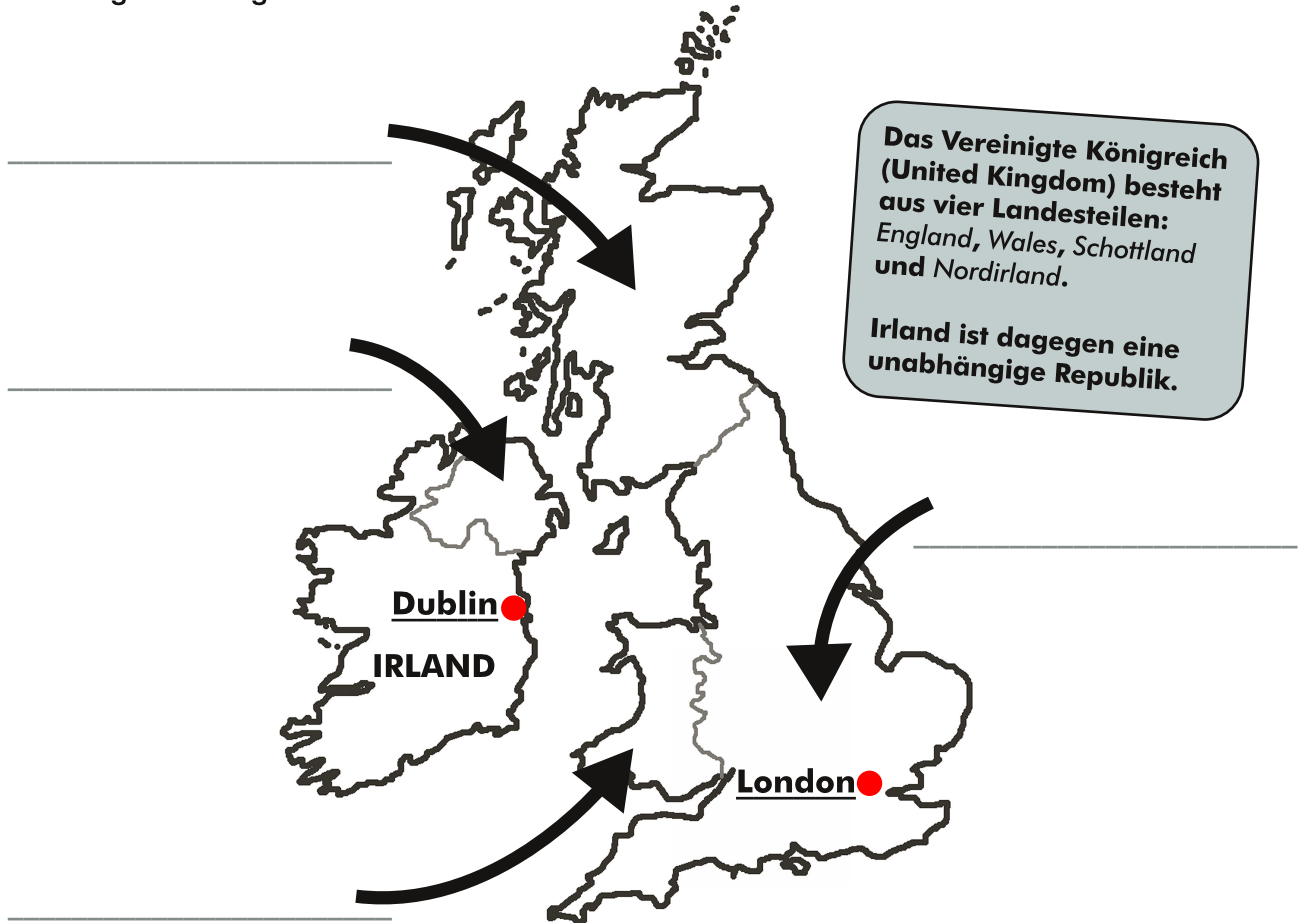 Das Vereinigte Königreich
(United Kingdom) besteht
aus vier Landesteilen:
England, Wales, Schottland
und Nordirland.
Irland ist dagegen eine
unabhängige Republik.
Dublin
IRLAND
London